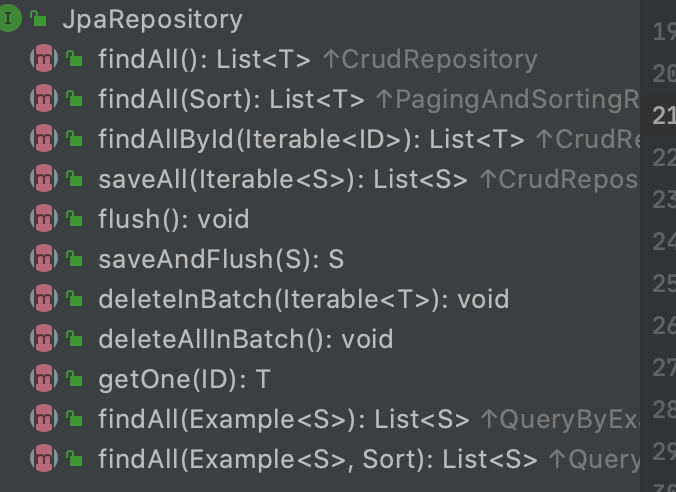 I JpaRepository
m findAll(): List<T> ↑CrudRepository
m findAll(Sort): List<T> ↑PagingAndSortingR
m findAllById(Iterable<ID>): List<T> ↑CrudRe
m saveAll(Iterable<S>): List<S> ↑CrudRepos
m flush(): void
m saveAndFlush(S): S
m deleteInBatch(Iterable<T>): void
m deleteAllInBatch(): void
m getOne(ID): T
m findAll(Example<S>): List<S> ↑QueryByExa
m findAll(Example<S>, Sort): List<S> ↑Query
19
20
21
22
23
24
25
26
27
28
29